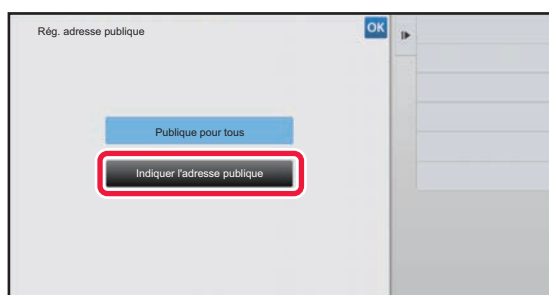 Rég. adresse publique
OK
Publique pour tous
Indiquer l'adresse publique